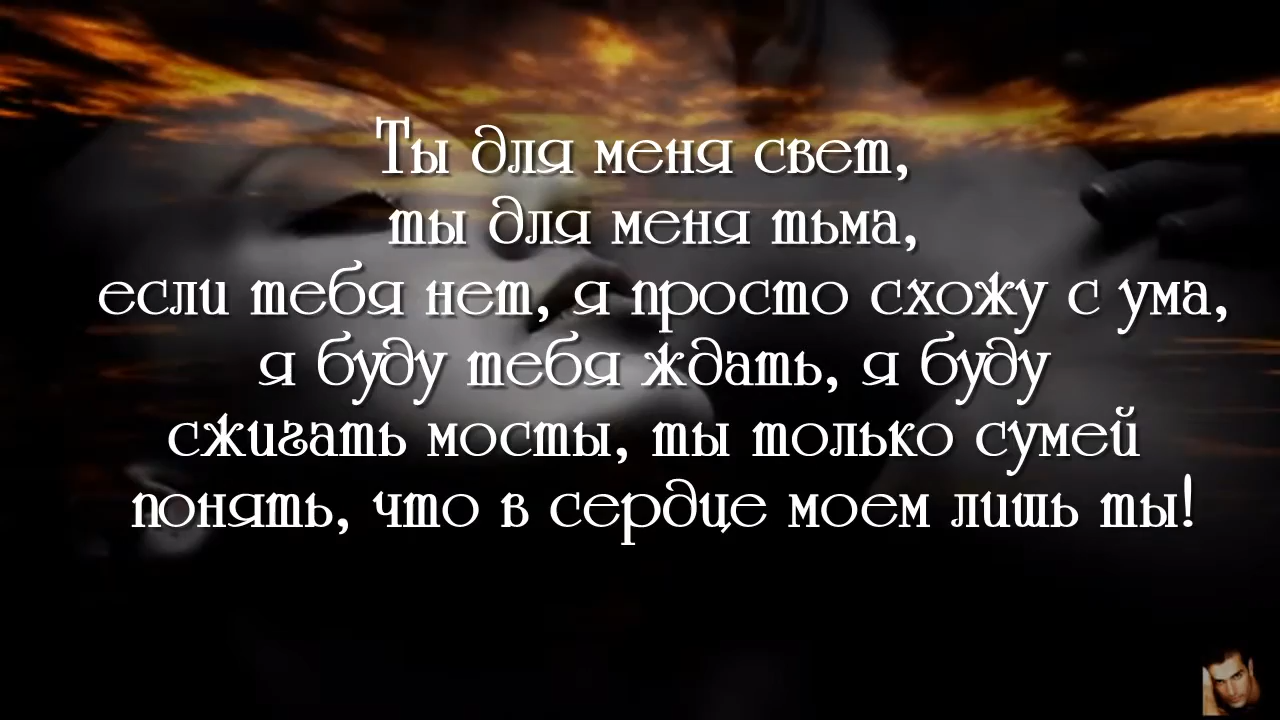 Ты для меня свет,
ты для меня тьма,
если тебя нет, я просто схожу с ума,
я буду тебя ждать, я буду
сжигать мосты, ты только сумей
понять, что в сердце моем лишь ты!